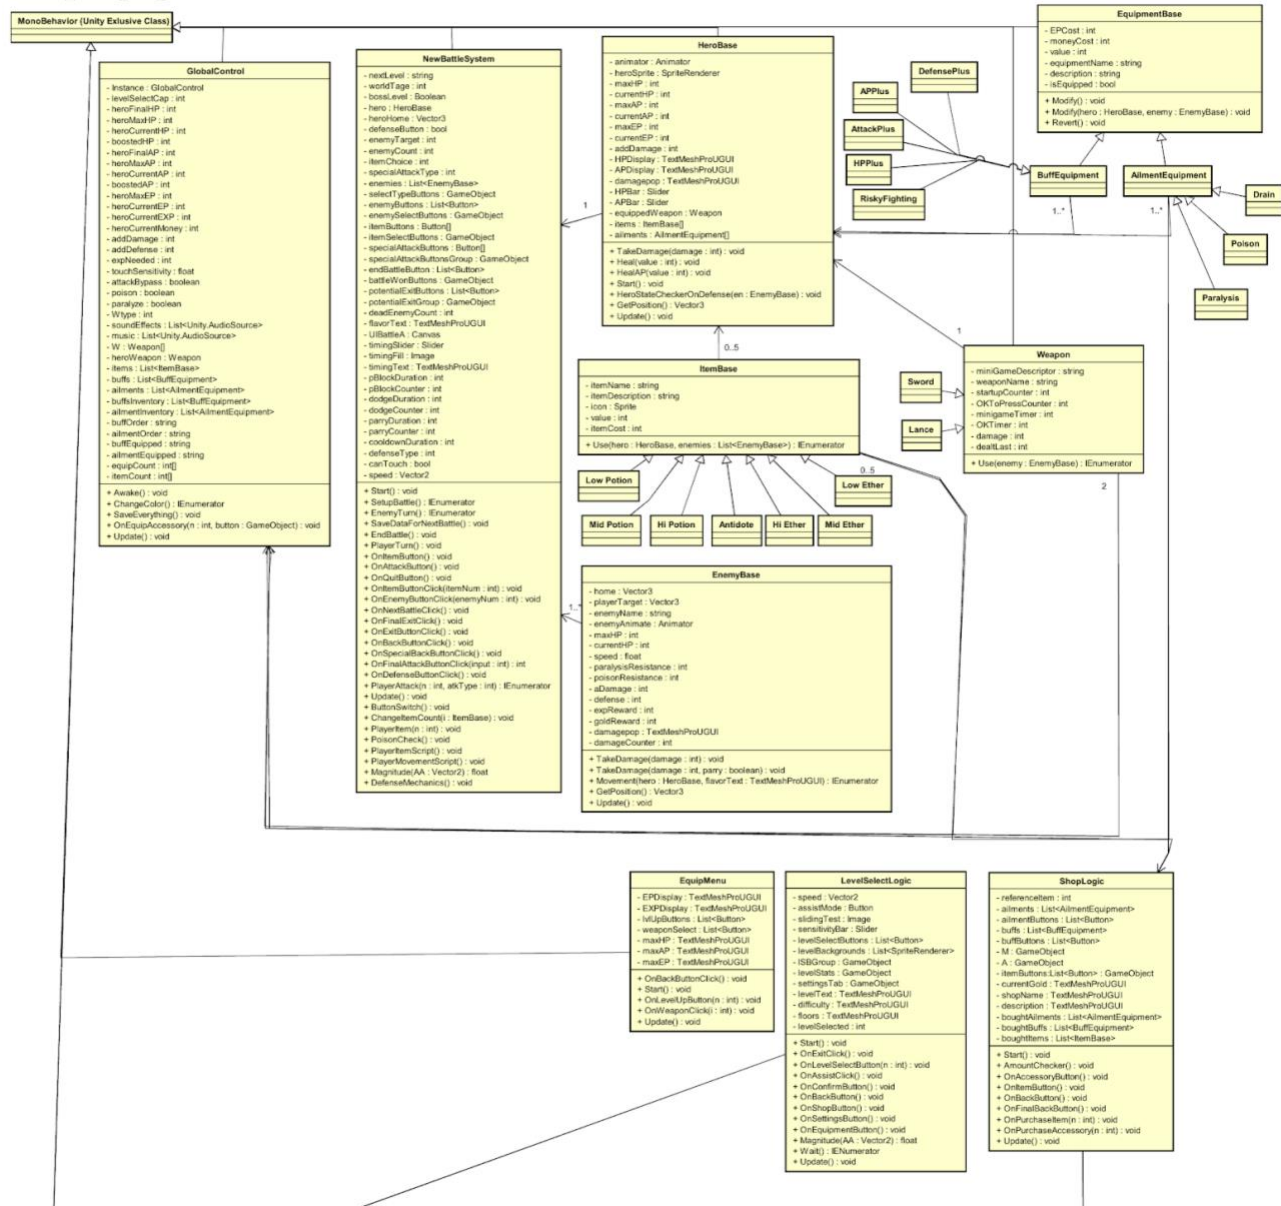 MonoBehavior (Unity Exlusive Class)
GlobalControl
- Instance : GlobalControl
- levelSelectCap : int
- heroFinalHP : int
- heroMaxHP : int
- heroCurrentHP : int
- boostedHP : int
- heroFinalAP : int
- heroMaxAP : int
- heroCurrentAP : int
- boostedAP : int
- heroMaxEP : int
- heroCurrentEP : int
- heroCurrentEXP : int
- heroCurrentMoney : int
- addDamage : int
- addDefense : int
- expNeeded : int
- touchSensitivity : float
- attackBypass : boolean
- poison : boolean
- paralyze : boolean
- Wtype : int
- soundEffects : List<Unity.AudioSource>
- music : List<Unity.AudioSource>
- W : Weapon[]
- heroWeapon : Weapon
- items : List<ItemBase>
- buffs : List<BuffEquipment>
- ailments : List<AilmentEquipment>
- buffsInventory : List<BuffEquipment>
- ailmentInventory : List<AilmentEquipment>
- buffOrder : string
- ailmentOrder : string
- buffEquipped : string
- ailmentEquipped : string
- equipCount : int[]
- itemCount : int[]
+ Awake() : void
+ ChangeColor() : IEnumerator
+ SaveEverything() : void
+ OnEquipAccessory(n : int, button : GameObject) : void
+ Update() : void
NewBattleSystem
- nextLevel : string
- worldTage : int
- bossLevel : Boolean
- hero : HeroBase
- heroHome : Vector3
- defenseButton : bool
- enemyTarget : int
- enemyCount : int
- itemChoice : int
- specialAttackType : int
- enemies : List<EnemyBase>
- selectTypeButtons : GameObject
- enemyButtons : List<Button>
- enemySelectButtons : GameObject
- itemButtons : Button[]
- itemSelectButtons : GameObject
- specialAttackButtons : Button[]
- specialAttackButtonsGroup : GameObject
- endBattleButton : List<Button>
- battleWonButtons : GameObject
- potentialExitButtons : List<Button>
- potentialExitGroup : GameObject
- deadEnemyCount : int
- flavorText : TextMeshProUGUI
- UIBattleA : Canvas
- timingSlider : Slider
- timingFill : Image
- timingText : TextMeshProUGUI
- pBlockDuration : int
- pBlockCounter : int
- dodgeDuration : int
- dodgeCounter : int
- parryDuration : int
- parryCounter : int
- cooldownDuration : int
- defenseType : int
- canTouch : bool
- speed : Vector2
+ Start() : void
+ SetupBattle() : IEnumerator
+ EnemyTurn() : IEnumerator
+ SaveDataForNextBattle() : void
+ EndBattle() : void
+ PlayerTurn() : void
+ OnItemButton() : void
+ OnAttackButton() : void
+ OnQuitButton() : void
+ OnItemButtonClick(itemNum : int) : void
+ OnEnemyButtonClick(enemyNum : int) : void
+ OnNextBattleClick() : void
+ OnFinalExitClick() : void
+ OnExitButtonClick() : void
+ OnBackButtonClick() : void
+ OnSpecialBackButtonClick() : void
+ OnFinalAttackButtonClick(input : int) : int
+ OnDefenseButtonClick() : void
+ PlayerAttack(n : int, atkType : int) : IEnumerator
+ Update() : void
+ ButtonSwitch() : void
+ ChangeItemCount(i : ItemBase) : void
+ PlayerItem(n : int) : void
+ PoisonCheck() : void
+ PlayerItemScript() : void
+ PlayerMovementScript() : void
+ Magnitude(AA : Vector2) : float
+ DefenseMechanics() : void
HeroBase
- animator : Animator
- heroSprite : SpriteRenderer
- maxHP : int
- currentHP : int
- maxAP : int
- currentAP : int
- maxEP : int
- currentEP : int
- addDamage : int
- HPDisplay : TextMeshProUGUI
- APDisplay : TextMeshProUGUI
- damagepop : TextMeshProUGUI
- HPBar : Slider
- APBar : Slider
- equippedWeapon : Weapon
- items : ItemBase[]
- ailments : AilmentEquipment[]
+ TakeDamage(damage : int) : void
+ Heal(value : int) : void
+ HealAP(value : int) : void
+ Start() : void
+ HeroStateCheckerOnDefense(en : EnemyBase) : void
+ GetPosition() : Vector3
+ Update() : void
1
0..5
DefensePlus
APPlus
AttackPlus
HPPlus
RiskyFighting
EquipmentBase
- EPCost : int
- moneyCost : int
- value : int
- equipmentName : string
- description : string
- isEquipped : bool
+ Modify() : void
+ Modify(hero : HeroBase, enemy : EnemyBase) : void
+ Revert() : void
BuffEquipment
AilmentEquipment
1..*
1..*
Drain
Poison
Paralysis
1
Weapon
- miniGameDescriptor : string
- weaponName : string
- startupCounter : int
- OKToPressCounter : int
- minigameTimer : int
- OKTimer : int
- damage : int
- dealtLast : int
+ Use(enemy : EnemyBase) : IEnumerator
2
Sword
Lance
ItemBase
- itemName : string
- itemDescription : string
- icon : Sprite
- value : int
- itemCost : int
+ Use(hero : HeroBase, enemies : List<EnemyBase>) : IEnumerator
0..5
Low Potion
Low Ether
Mid Potion
Hi Potion
Antidote
Hi Ether
Mid Ether
EnemyBase
- home : Vector3
- playerTarget : Vector3
- enemyName : string
- enemyAnimate : Animator
- maxHP : int
- currentHP : int
- speed : float
- paralysisResistance : int
- poisonResistance : int
- aDamage : int
- defense : int
- expReward : int
- goldReward : int
- damagepop : TextMeshProUGUI
- damageCounter : int
+ TakeDamage(damage : int) : void
+ TakeDamage(damage : int, parry : boolean) : void
+ Movement(hero : HeroBase, flavorText : TextMeshProUGUI) : IEnumerator
+ GetPosition() : Vector3
+ Update() : void
1..*
EquipMenu
- EPDisplay : TextMeshProUGUI
- EXPDisplay : TextMeshProUGUI
- lvlUpButtons : List<Button>
- weaponSelect : List<Button>
- maxHP : TextMeshProUGUI
- maxAP : TextMeshProUGUI
- maxEP : TextMeshProUGUI
+ OnBackButtonClick() : void
+ Start() : void
+ OnLevelUpButton(n : int) : void
+ OnWeaponClick(i : int) : void
+ Update() : void
LevelSelectLogic
- speed : Vector2
- assistMode : Button
- slidingTest : Image
- sensitivityBar : Slider
- levelSelectButtons : List<Button>
- levelBackgrounds : List<SpriteRenderer>
- lSBGroup : GameObject
- levelStats : GameObject
- settingsTab : GameObject
- levelText : TextMeshProUGUI
- difficulty : TextMeshProUGUI
- floors : TextMeshProUGUI
- levelSelected : int
+ Start() : void
+ OnExitClick() : void
+ OnLevelSelectButton(n : int) : void
+ OnAssistClick() : void
+ OnConfirmButton() : void
+ OnBackButton() : void
+ OnShopButton() : void
+ OnSettingsButton() : void
+ OnEquipmentButton() : void
+ Magnitude(AA : Vector2) : float
+ Wait() : IENumerator
+ Update() : void
ShopLogic
- referenceItem : int
- ailments : List<AilmentEquipment>
- ailmentButtons : List<Button>
- buffs : List<BuffEquipment>
- buffButtons : List<Button>
- M : GameObject
- A : GameObject
- itemButtons:List<Button> : GameObject
- currentGold : TextMeshProUGUI
- shopName : TextMeshProUGUI
- description : TextMeshProUGUI
- boughtAilments : List<AilmentEquipment>
- boughtBuffs : List<BuffEquipment>
- boughtItems : List<ItemBase>
+ Start() : void
+ AmountChecker() : void
+ OnAccessoryButton() : void
+ OnItemButton() : void
+ OnBackButton() : void
+ OnFinalBackButton() : void
+ OnPurchaseItem(n : int) : void
+ OnPurchaseAccessory(n : int) : void
+ Update() : void